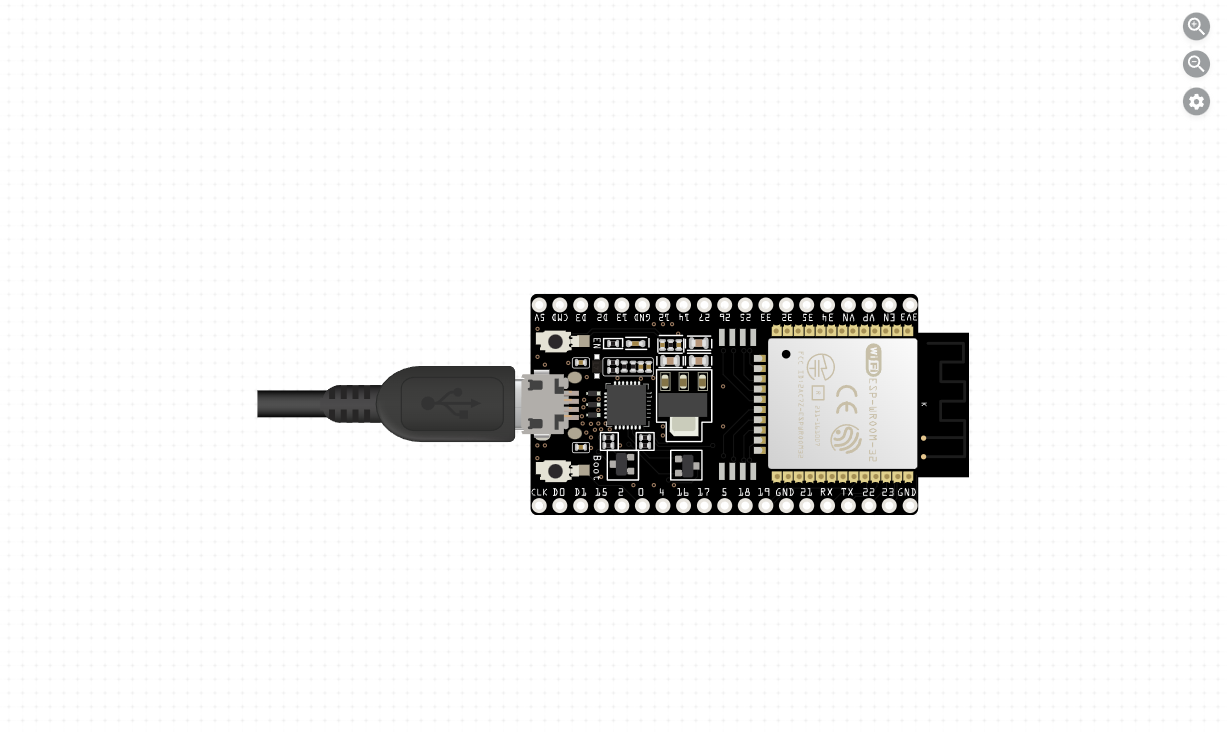 5V CMD D3 D2 13 GND 12 14 27 26 25 33 32 35 34 VN VP EN 3V3
EN
WiFi
ESP-WROOM-32
CE
R
Boot
CLK D0 D1 15 2 0 4 16 17 5 18 19 GND 21 RX TX 22 23 GND